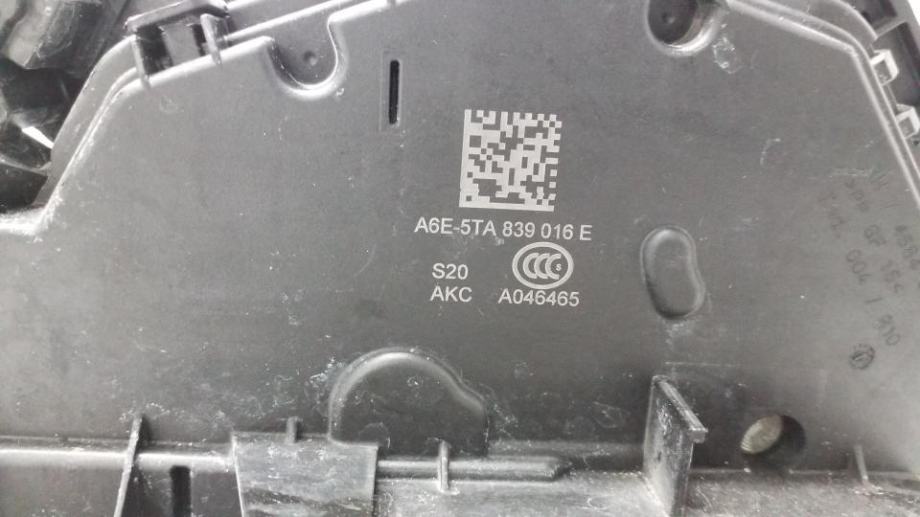 A6E-5TA 839 016 E
CCC S
S20
AKC A046465